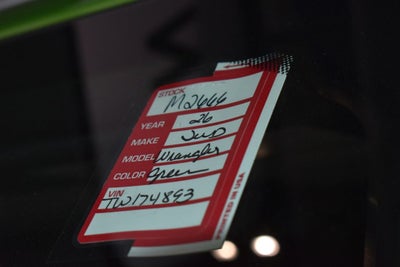 STOCK M2666
YEAR 26
MAKE Jeep
MODEL Wrangler
COLOR Green
VIN
TW174893
PRINTED IN USA